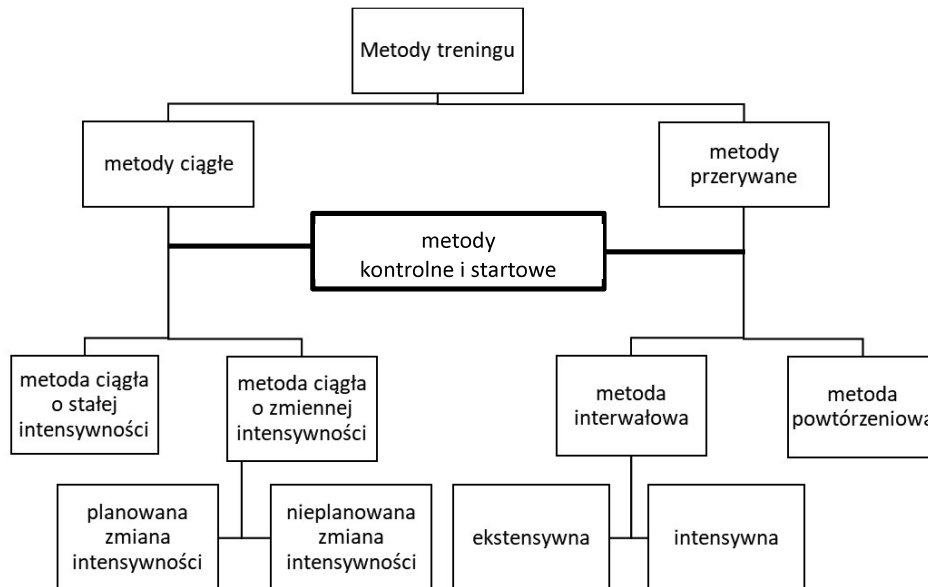 Metody treningu
metody ciągłe
metody
przerywane
metody
kontrolne i startowe
metoda ciągła
o stałej
intensywności
metoda ciągła
o zmiennej
intensywności
metoda
interwałowa
metoda
powtórzeniowa
planowana
zmiana
intensywności
nieplanowana
zmiana
intensywności
ekstensywna
intensywna